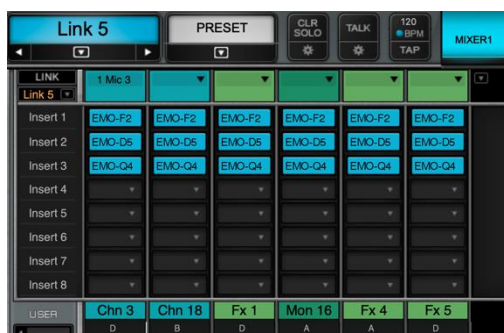 Link 5 PRESET CLR SOLO TALK 120 BPM TAP MIXER1
LINK 1 Mic 3
Link 5
Insert 1 EMO-F2 EMO-F2 EMO-F2 EMO-F2 EMO-F2 EMO-F2
Insert 2 EMO-D5 EMO-D5 EMO-D5 EMO-D5 EMO-D5 EMO-D5
Insert 3 EMO-Q4 EMO-Q4 EMO-Q4 EMO-Q4 EMO-Q4 EMO-Q4
Insert 4
Insert 5
Insert 6
Insert 7
Insert 8
USER Chn 3 Chn 18 Fx 1 Mon 16 Fx 4 Fx 5
D B D A A D